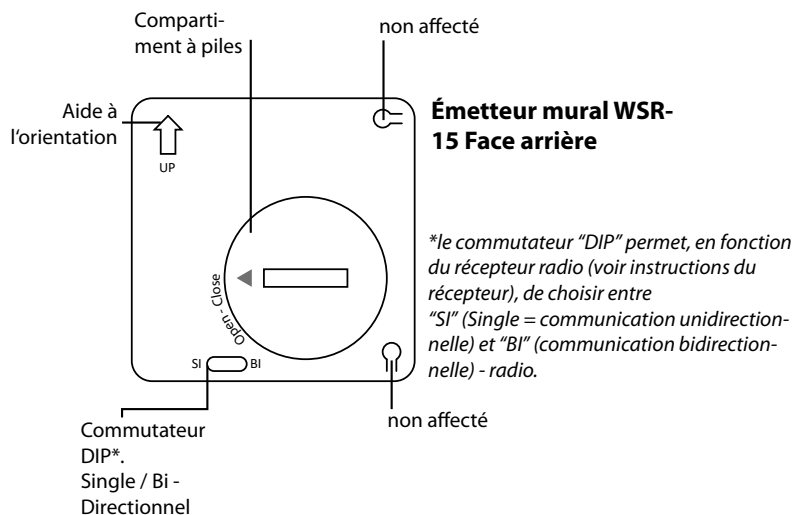 Comparti-
ment à piles
non affecté
Aide à
l'orientation
UP
Émetteur mural WSR-
15 Face arrière
*le commutateur “DIP” permet, en fonction
du récepteur radio (voir instructions du
récepteur), de choisir entre
“SI” (Single = communication unidirection-
nelle) et “BI” (communication bidirection-
nelle) - radio.
Open - Close
SI
BI
non affecté
Commutateur
DIP*.
Single / Bi -
Directionnel